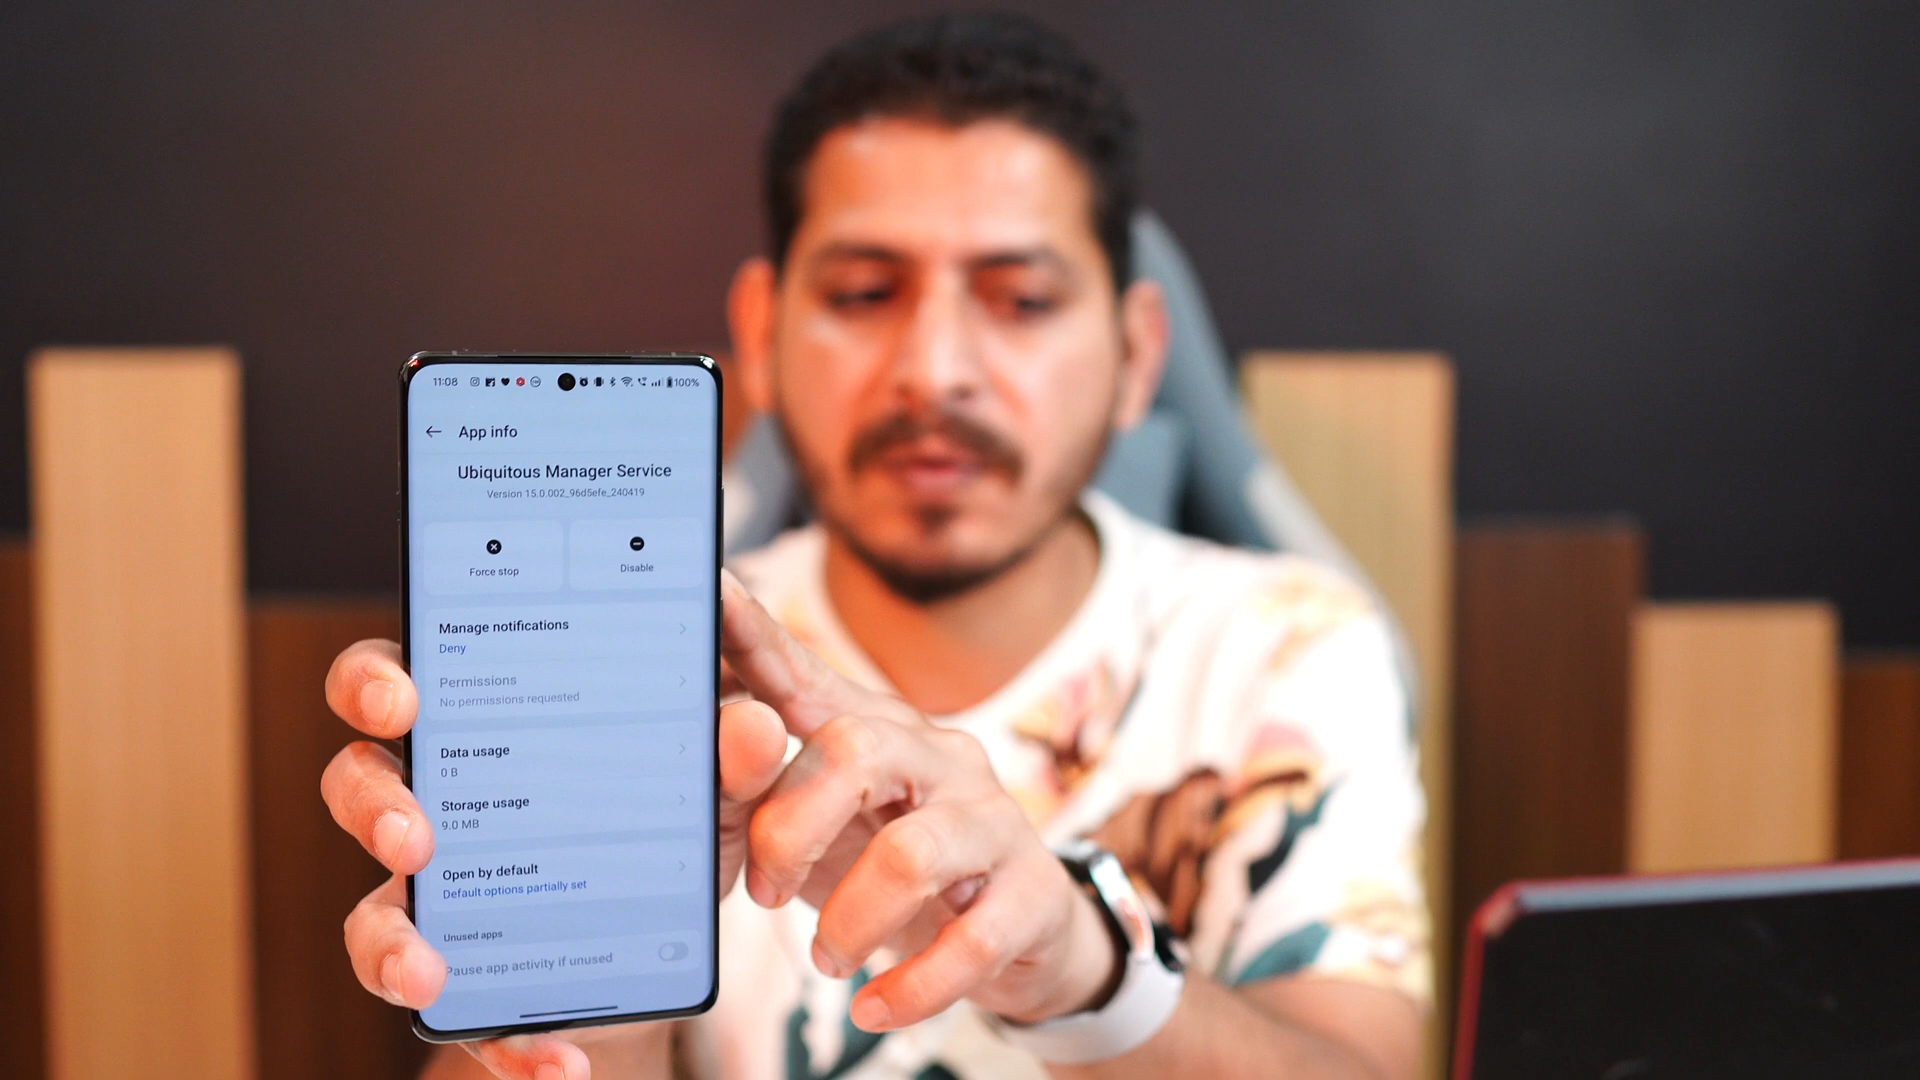 11:08 100%
App info
Ubiquitous Manager Service
Version 15.0.002_96d5efe_240419
Force stop
Disable
Manage notifications
Deny
Permissions
No permissions requested
Data usage
0 B
Storage usage
9.0 MB
Open by default
Default options partially set
Unused apps
Pause app activity if unused